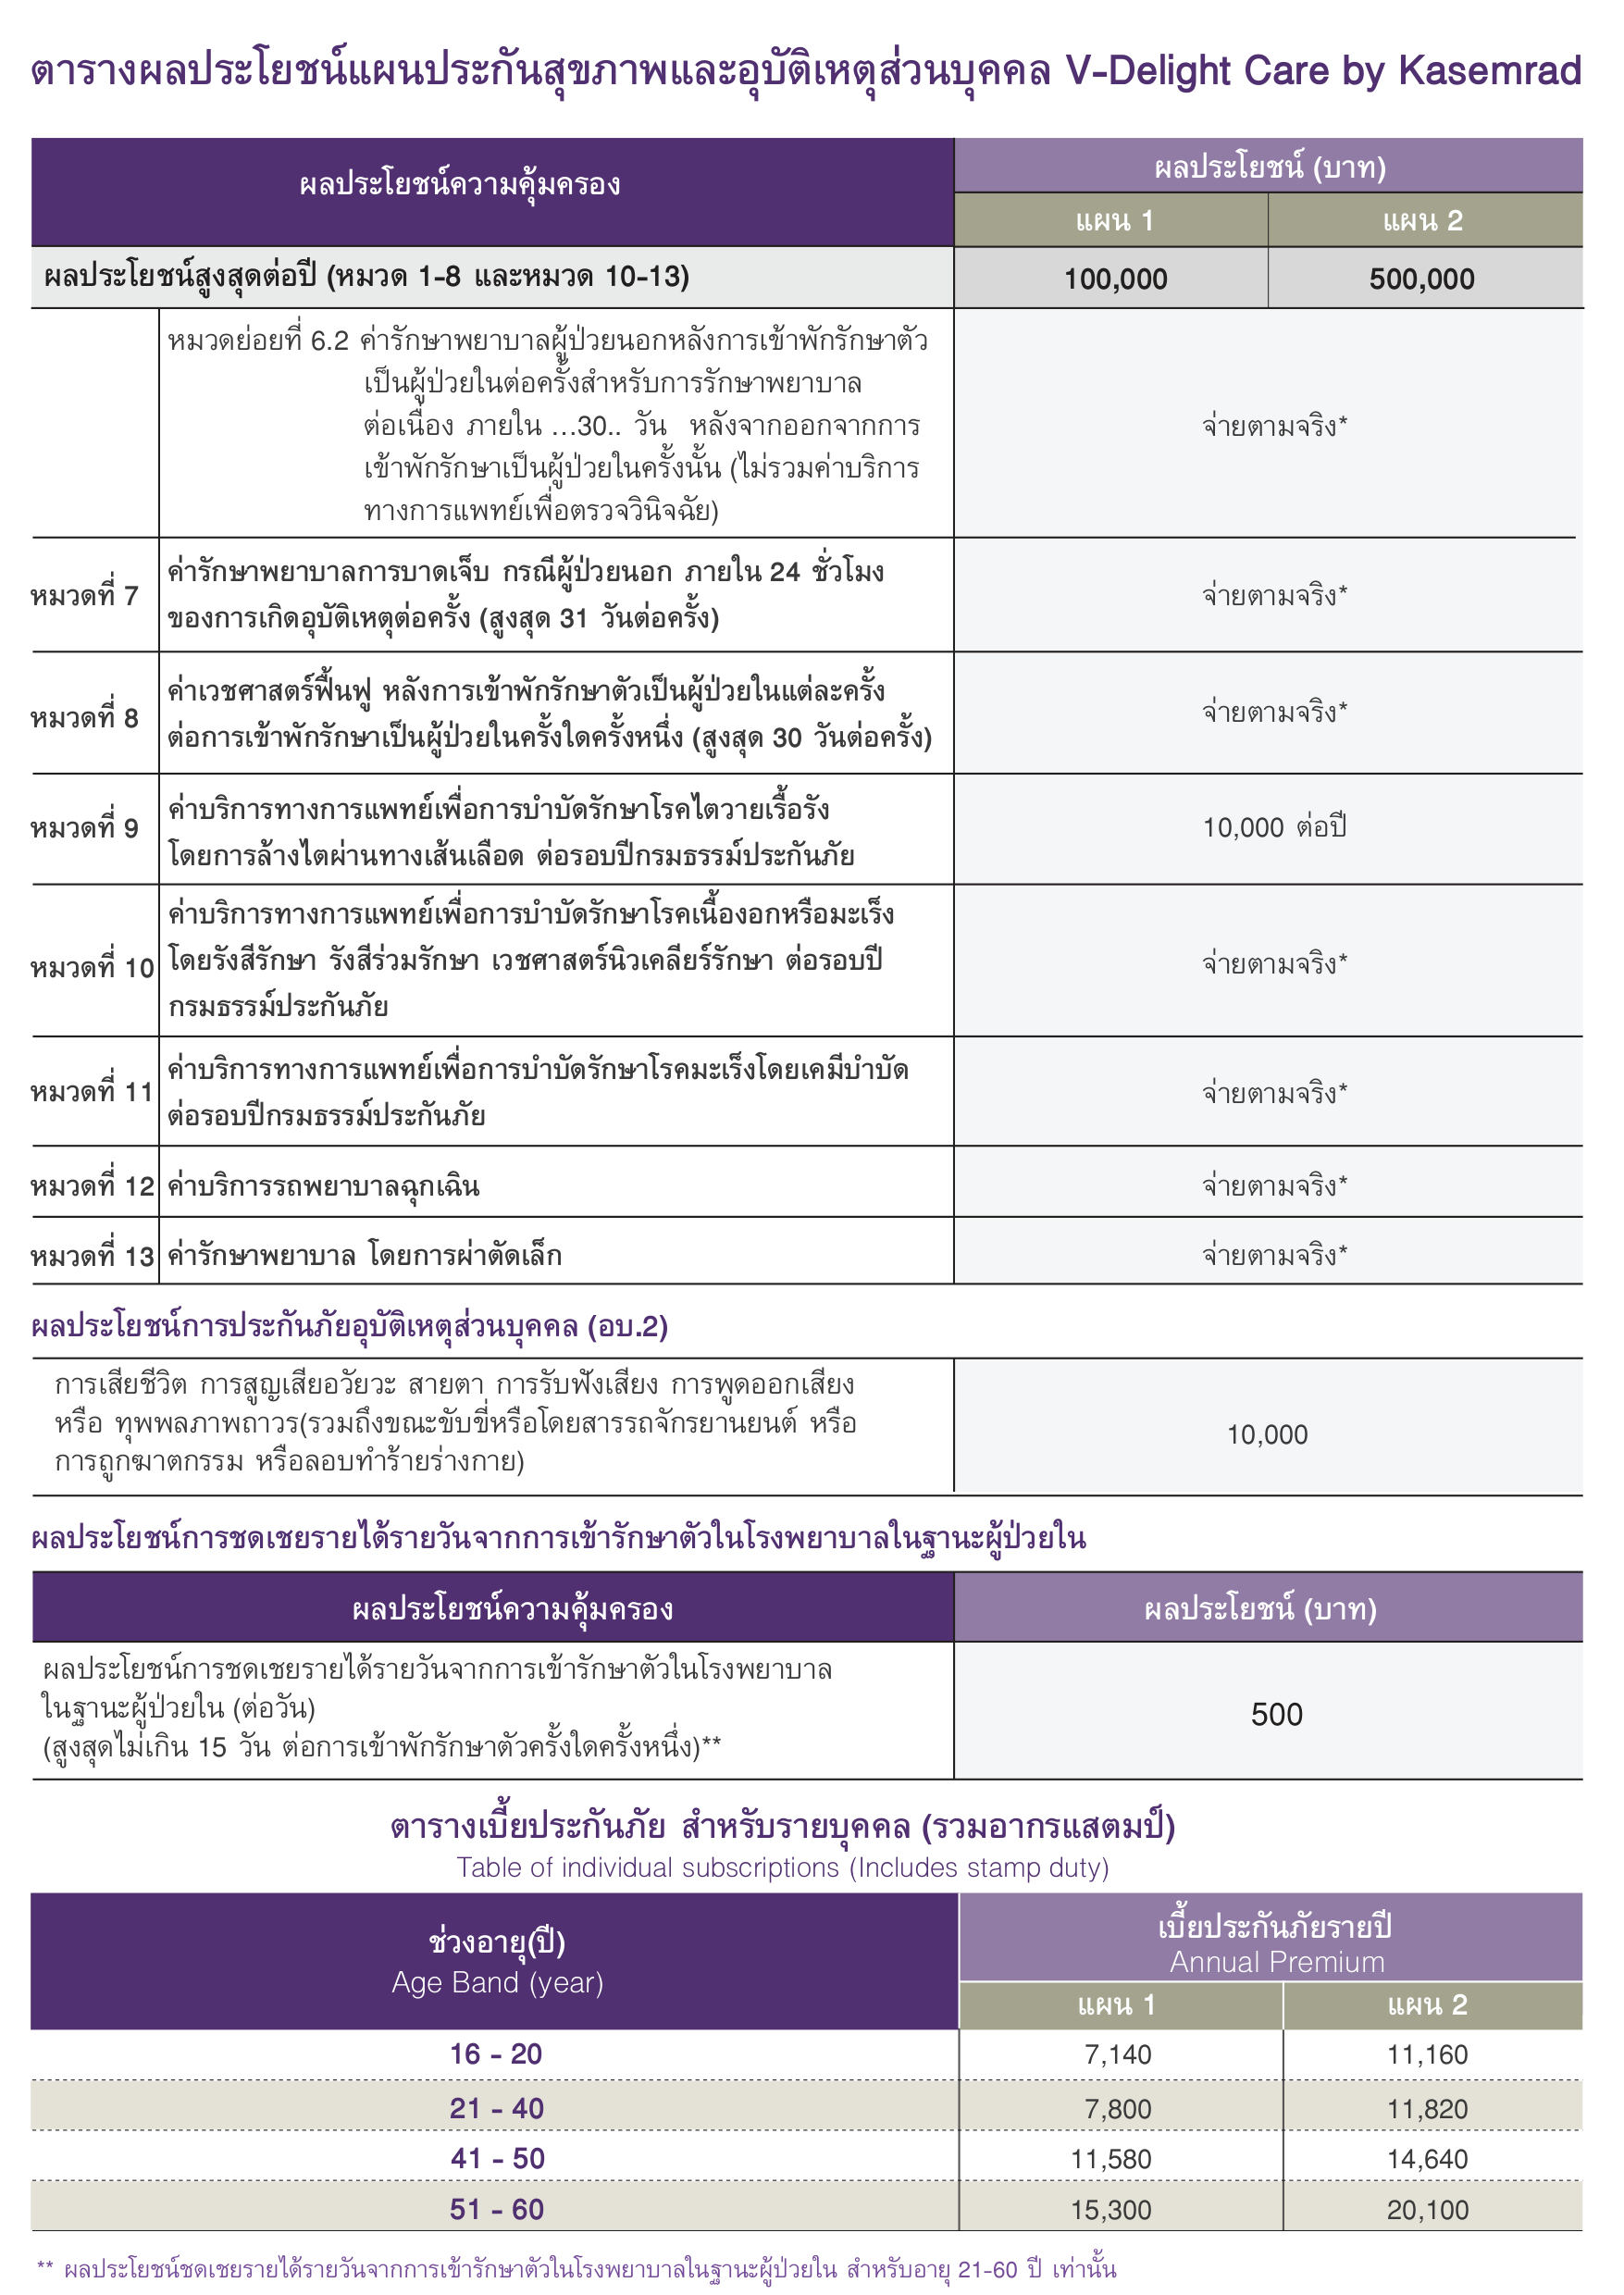 ตารางผลประโยชน์แผนประกันสุขภาพและอุบัติเหตุส่วนบุคคล V-Delight Care by Kasemrad
ผลประโยชน์ความคุ้มครอง
ผลประโยชน์ (บาท)
แผน 1
แผน 2
ผลประโยชน์สูงสุดต่อปี (หมวด 1-8 และหมวด 10-13)
100,000
500,000
หมวดย่อยที่ 6.2 ค่ารักษาพยาบาลผู้ป่วยนอกหลังการเข้าพักรักษาตัว
เป็นผู้ป่วยในต่อครั้งสำหรับการรักษาพยาบาล
ต่อเนื่อง ภายใน ...30.. วัน หลังจากออกจากการ
เข้าพักรักษาเป็นผู้ป่วยในครั้งนั้น (ไม่รวมค่าบริการ
ทางการแพทย์เพื่อตรวจวินิจฉัย)
จ่ายตามจริง*
หมวดที่ 7
ค่ารักษาพยาบาลการบาดเจ็บ กรณีผู้ป่วยนอก ภายใน 24 ชั่วโมง
ของการเกิดอุบัติเหตุต่อครั้ง (สูงสุด 31 วันต่อครั้ง)
จ่ายตามจริง*
หมวดที่ 8
ค่าเวชศาสตร์ฟื้นฟู หลังการเข้าพักรักษาตัวเป็นผู้ป่วยในแต่ละครั้ง
ต่อการเข้าพักรักษาเป็นผู้ป่วยในครั้งใดครั้งหนึ่ง (สูงสุด 30 วันต่อครั้ง)
จ่ายตามจริง*
หมวดที่ 9
ค่าบริการทางการแพทย์เพื่อการบำบัดรักษาโรคไตวายเรื้อรัง
โดยการล้างไตผ่านทางเส้นเลือด ต่อรอบปีกรมธรรม์ประกันภัย
10,000 ต่อปี
หมวดที่ 10
ค่าบริการทางการแพทย์เพื่อการบำบัดรักษาโรคเนื้องอกหรือมะเร็ง
โดยรังสีรักษา รังสีร่วมรักษา เวชศาสตร์นิวเคลียร์รักษา ต่อรอบปี
กรมธรรม์ประกันภัย
จ่ายตามจริง*
หมวดที่ 11
ค่าบริการทางการแพทย์เพื่อการบำบัดรักษาโรคมะเร็งโดยเคมีบำบัด
ต่อรอบปีกรมธรรม์ประกันภัย
จ่ายตามจริง*
หมวดที่ 12
ค่าบริการรถพยาบาลฉุกเฉิน
จ่ายตามจริง*
หมวดที่ 13
ค่ารักษาพยาบาล โดยการผ่าตัดเล็ก
จ่ายตามจริง*
ผลประโยชน์การประกันภัยอุบัติเหตุส่วนบุคคล (อบ.2)
การเสียชีวิต การสูญเสียอวัยวะ สายตา การรับฟังเสียง การพูดออกเสียง
หรือ ทุพพลภาพถาวร(รวมถึงขณะขับขี่หรือโดยสารรถจักรยานยนต์ หรือ
การถูกฆาตกรรม หรือลอบทำร้ายร่างกาย)
10,000
ผลประโยชน์การชดเชยรายได้รายวันจากการเข้ารักษาตัวในโรงพยาบาลในฐานะผู้ป่วยใน
ผลประโยชน์ความคุ้มครอง
ผลประโยชน์ (บาท)
ผลประโยชน์การชดเชยรายได้รายวันจากการเข้ารักษาตัวในโรงพยาบาล
ในฐานะผู้ป่วยใน (ต่อวัน)
(สูงสุดไม่เกิน 15 วัน ต่อการเข้าพักรักษาตัวครั้งใดครั้งหนึ่ง)**
500
ตารางเบี้ยประกันภัย สำหรับรายบุคคล (รวมอากรแสตมป์)
Table of individual subscriptions (Includes stamp duty)
ช่วงอายุ(ปี)
Age Band (year)
เบี้ยประกันภัยรายปี
Annual Premium
แผน 1
แผน 2
16 - 20
7,140
11,160
21 - 40
7,800
11,820
41 - 50
11,580
14,640
51 - 60
15,300
20,100
** ผลประโยชน์ชดเชยรายได้รายวันจากการเข้ารักษาตัวในโรงพยาบาลในฐานะผู้ป่วยใน สำหรับอายุ 21-60 ปี เท่านั้น